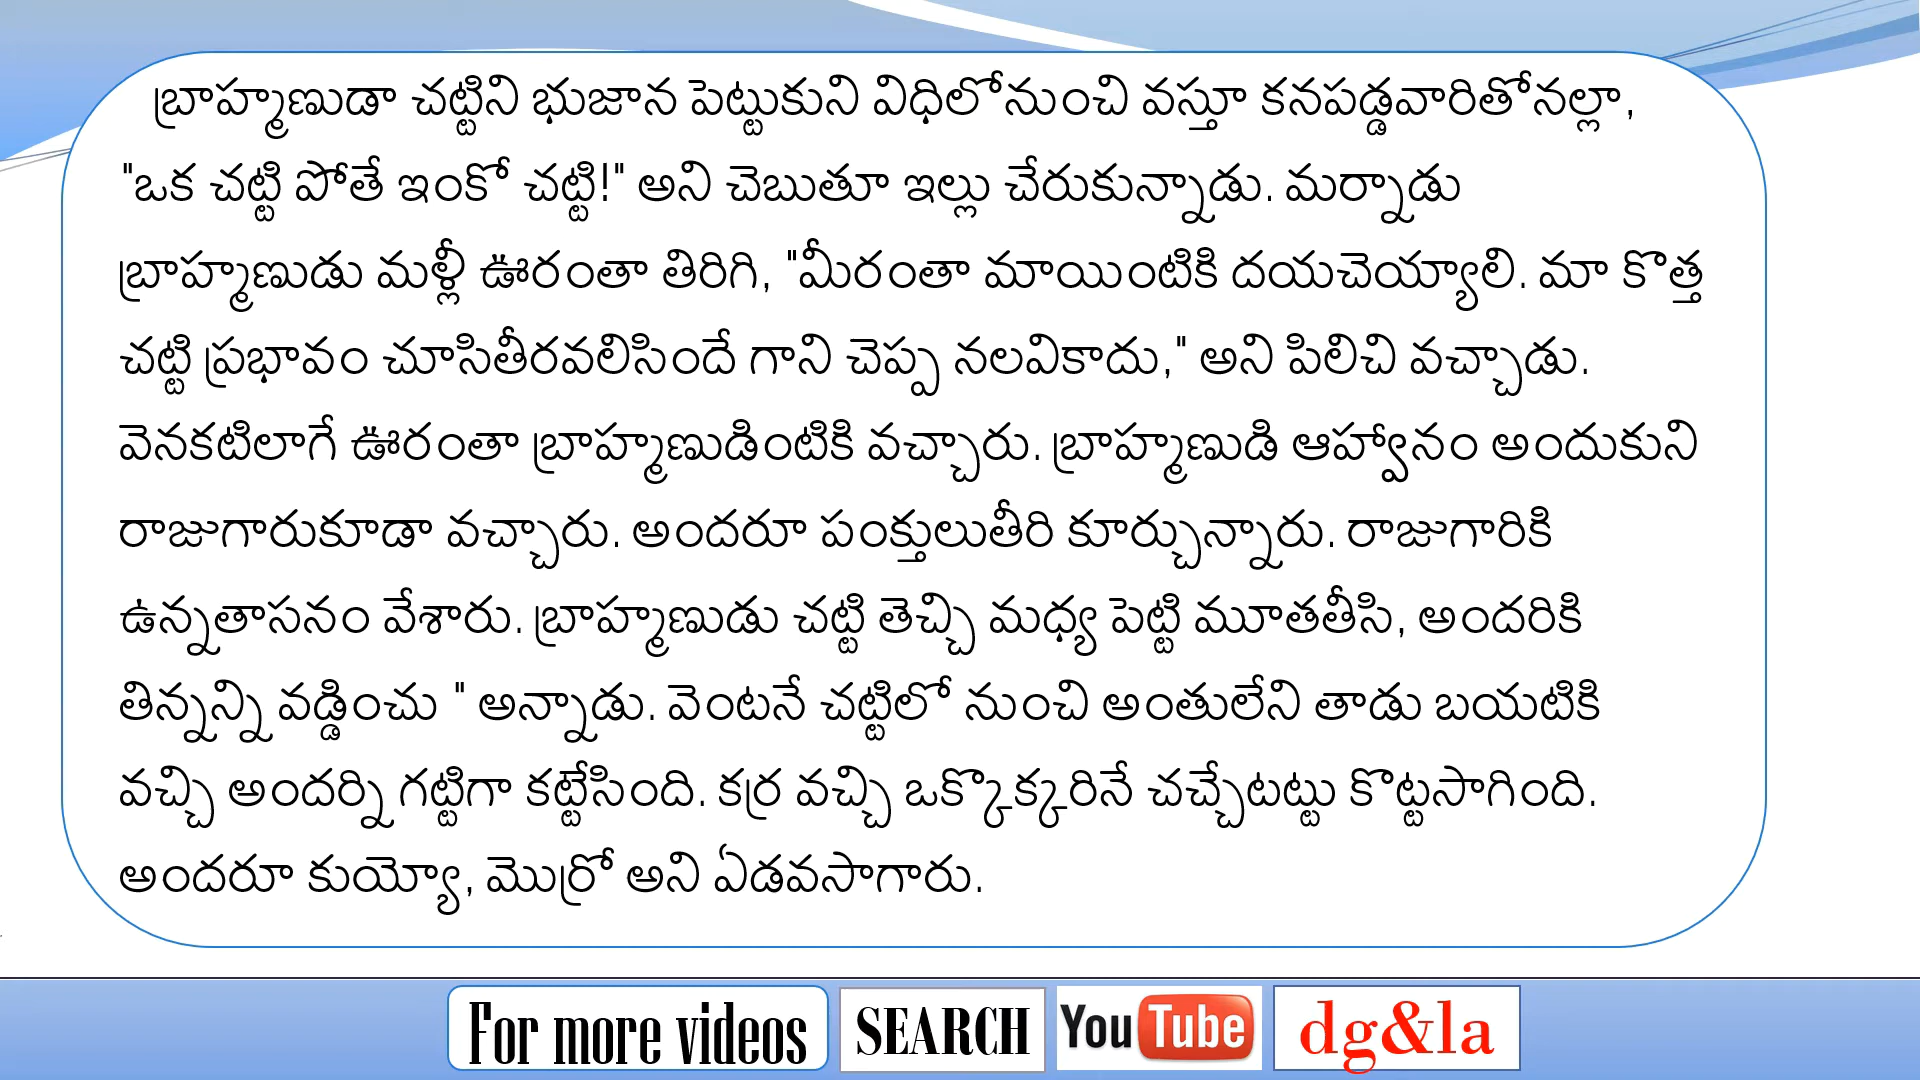 బ్రాహ్మణుడా చట్టిని భుజాన పెట్టుకుని విధిలోనుంచి వస్తూ కనపడ్డవారితోనల్లా,
"ఒక చట్టి పోతే ఇంకో చట్టి!" అని చెబుతూ ఇల్లు చేరుకున్నాడు. మర్నాడు
బ్రాహ్మణుడు మళ్లీ ఊరంతా తిరిగి, "మీరంతా మాయింటికి దయచెయ్యాలి. మా కొత్త
చట్టి ప్రభావం చూసితీరవలిసిందే గాని చెప్ప నలవికాదు," అని పిలిచి వచ్చాడు.
వెనకటిలాగే ఊరంతా బ్రాహ్మణుడింటికి వచ్చారు. బ్రాహ్మణుడి ఆహ్వానం అందుకుని
రాజుగారుకూడా వచ్చారు. అందరూ పంక్తులుతీరి కూర్చున్నారు. రాజుగారికి
ఉన్నతాసనం వేశారు. బ్రాహ్మణుడు చట్టి తెచ్చి మధ్య పెట్టి మూతతీసి, అందరికి
తిన్నన్ని వడ్డించు " అన్నాడు. వెంటనే చట్టిలో నుంచి అంతులేని తాడు బయటికి
వచ్చి అందర్ని గట్టిగా కట్టేసింది. కర్ర వచ్చి ఒక్కొక్కరినే చచ్చేటట్టు కొట్టసాగింది.
అందరూ కుయ్యో, మొర్రో అని ఏడవసాగారు.
For more videos SEARCH YouTube dg&la